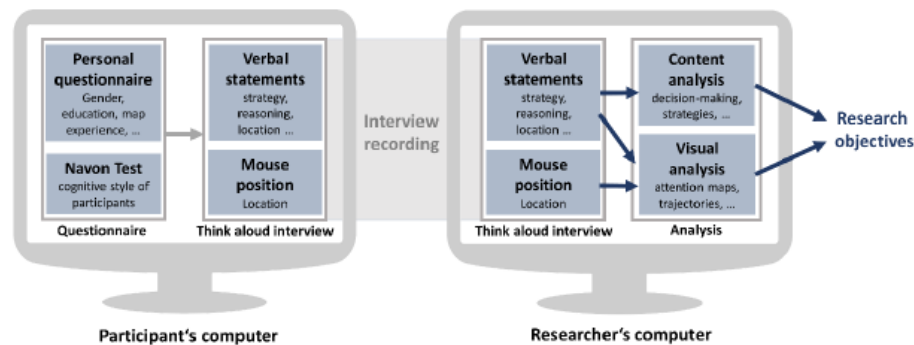 Personal
questionnaire
Gender,
education, map
experience, ...
Navon Test
cognitive style of
participants
Questionnaire
Verbal
statements
strategy,
reasoning,
location ...
Mouse
position
Location
Think aloud interview
Interview
recording
Verbal
statements
strategy,
reasoning,
location ...
Mouse
position
Location
Think aloud interview
Content
analysis
decision-making,
strategies, ...
Visual
analysis
attention maps,
trajectories, ...
Analysis
Research
objectives
Participant‘s computer
Researcher‘s computer